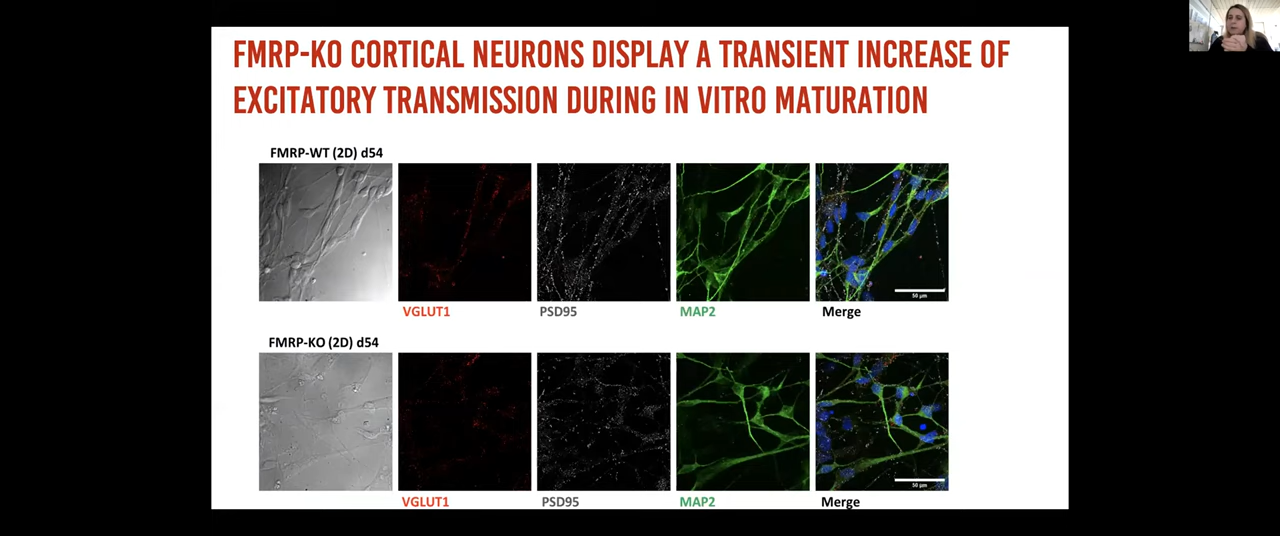 FMRP-KO CORTICAL NEURONS DISPLAY A TRANSIENT INCREASE OF
EXCITATORY TRANSMISSION DURING IN VITRO MATURATION
FMRP-WT (2D) d54
50 µm
VGLUT1 PSD95 MAP2 Merge
FMRP-KO (2D) d54
50 µm
VGLUT1 PSD95 MAP2 Merge